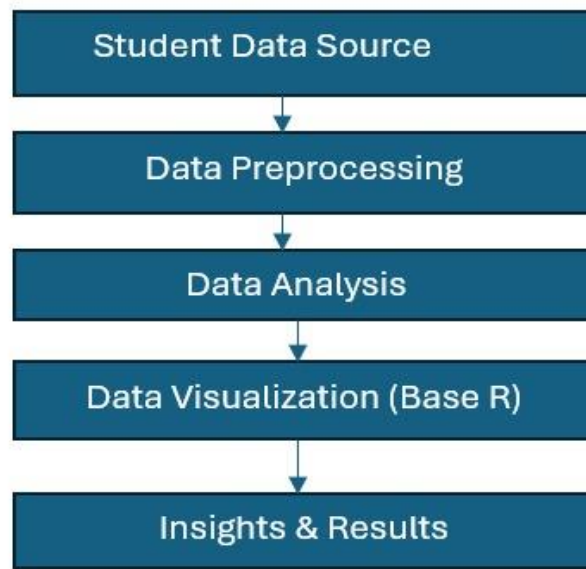 Student Data Source
Data Preprocessing
Data Analysis
Data Visualization (Base R)
Insights & Results